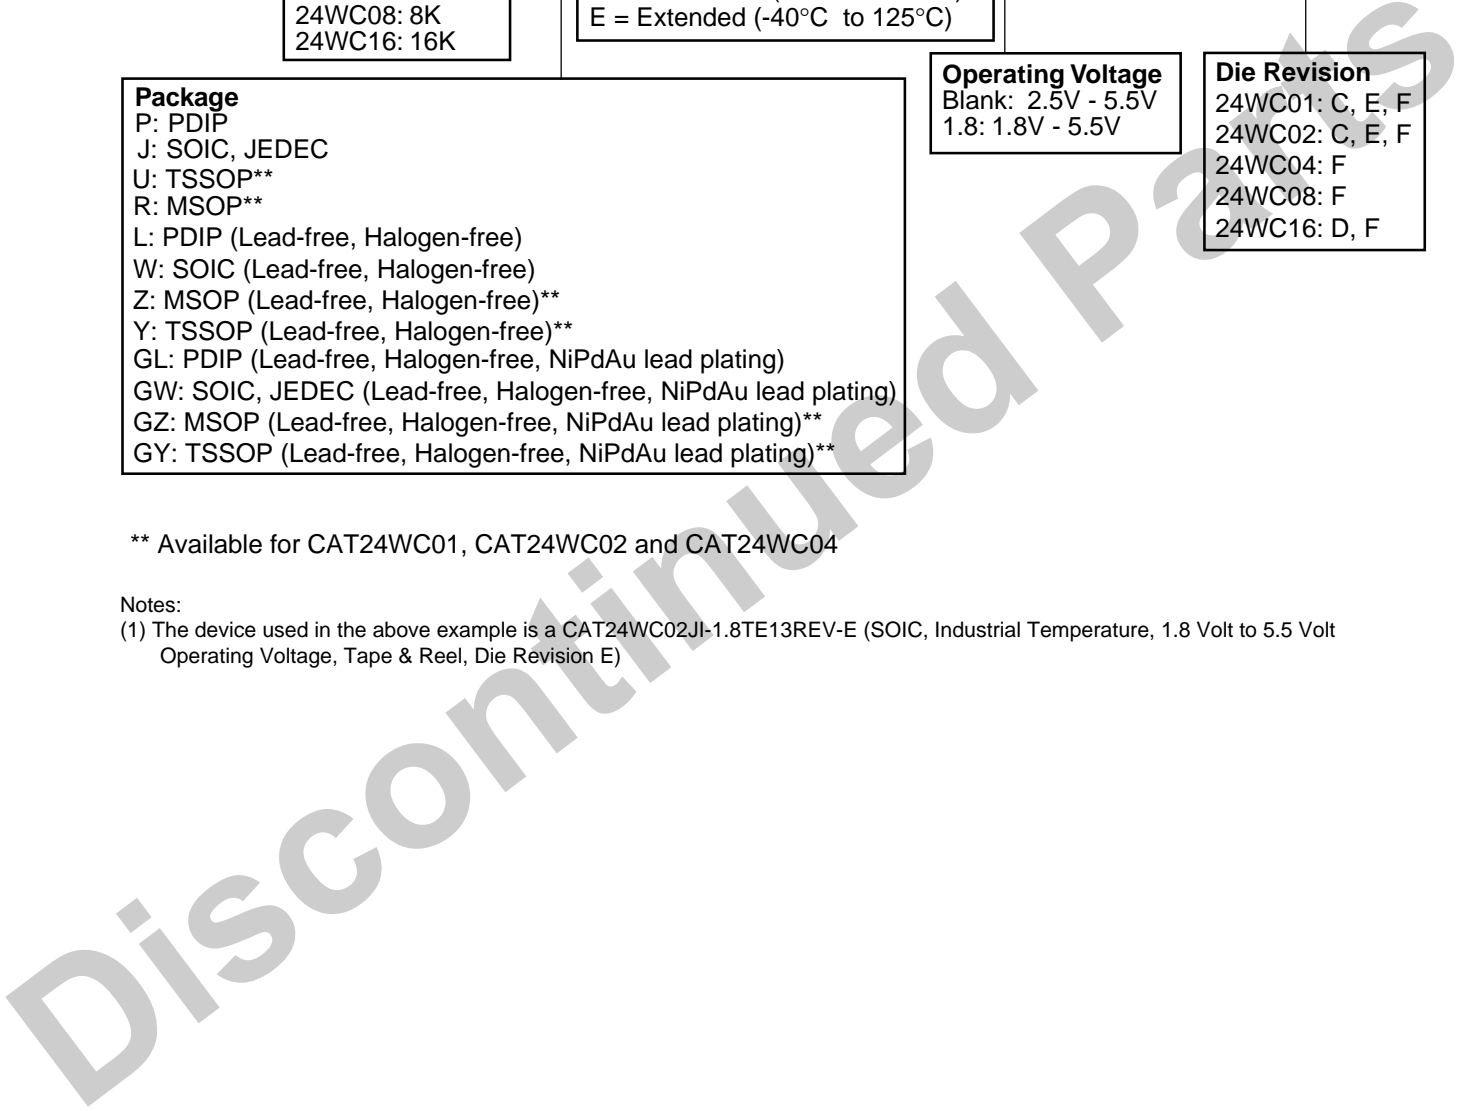 24WC08: 8K
24WC16: 16K
E = Extended (-40°C to 125°C)
Package
P: PDIP
J: SOIC, JEDEC
U: TSSOP**
R: MSOP**
L: PDIP (Lead-free, Halogen-free)
W: SOIC (Lead-free, Halogen-free)
Z: MSOP (Lead-free, Halogen-free)**
Y: TSSOP (Lead-free, Halogen-free)**
GL: PDIP (Lead-free, Halogen-free, NiPdAu lead plating)
GW: SOIC, JEDEC (Lead-free, Halogen-free, NiPdAu lead plating)
GZ: MSOP (Lead-free, Halogen-free, NiPdAu lead plating)**
GY: TSSOP (Lead-free, Halogen-free, NiPdAu lead plating)**
Operating Voltage
Blank: 2.5V - 5.5V
1.8: 1.8V - 5.5V
Die Revision
24WC01: C, E, F
24WC02: C, E, F
24WC04: F
24WC08: F
24WC16: D, F
** Available for CAT24WC01, CAT24WC02 and CAT24WC04
Notes:
(1) The device used in the above example is a CAT24WC02JI-1.8TE13REV-E (SOIC, Industrial Temperature, 1.8 Volt to 5.5 Volt
Operating Voltage, Tape & Reel, Die Revision E)
Discontinued Parts